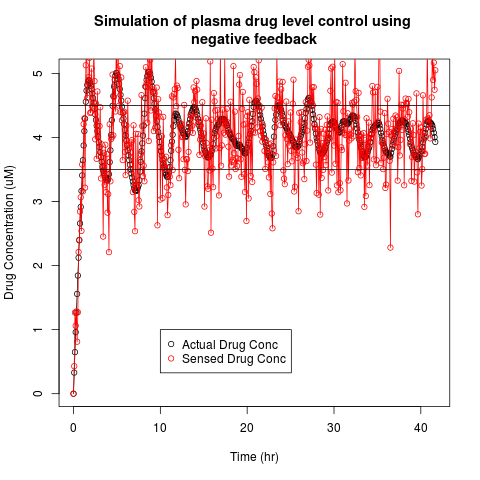 Simulation of plasma drug level control using
negative feedback
Drug Concentration (uM)
5
4
3
2
1
0
Actual Drug Conc
Sensed Drug Conc
0
10
20
30
40
Time (hr)